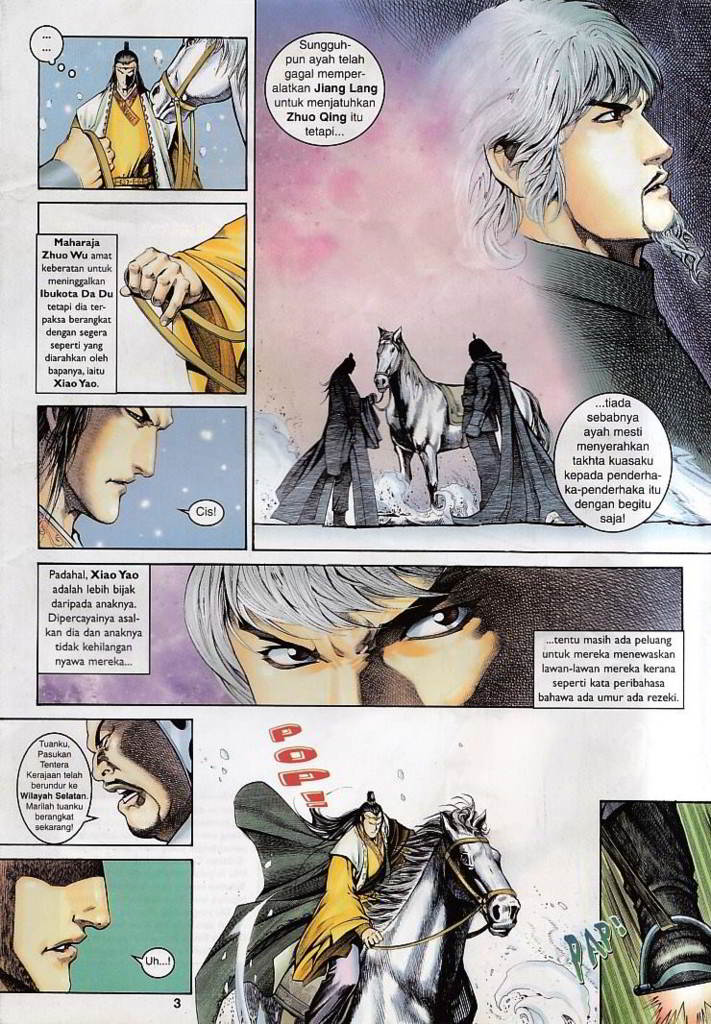 ...
...
Sungguh-
pun ayah telah
gagal memper-
alatkan Jiang Lang
untuk menjatuhkan
Zhuo Qing itu
tetapi...
Maharaja
Zhuo Wu amat
keberatan untuk
meninggalkan
Ibukota Da Du
tetapi dia ter-
paksa berangkat
dengan segera
seperti yang
diarahkan oleh
bapanya, iaitu
Xiao Yao.
...tiada
sebabnya
ayah mesti
menyerahkan
takhta kuasaku
kepada penderha-
ka-penderhaka itu
dengan begitu
saja!
Cis!
Padahal, Xiao Yao
adalah lebih bijak
daripada anaknya.
Dipercayainya asal-
kan dia dan anaknya
tidak kehilangan
nyawa mereka...
...tentu masih ada peluang
untuk mereka menewaskan
lawan-lawan mereka kerana
seperti kata peribahasa
bahawa ada umur ada rezeki.
Tuanku,
Pasukan
Tentera
Kerajaan telah
berundur ke
Wilayah Selatan.
Marilah tuanku
berangkat
sekarang!
POP!
PAP!
Uh...!
3